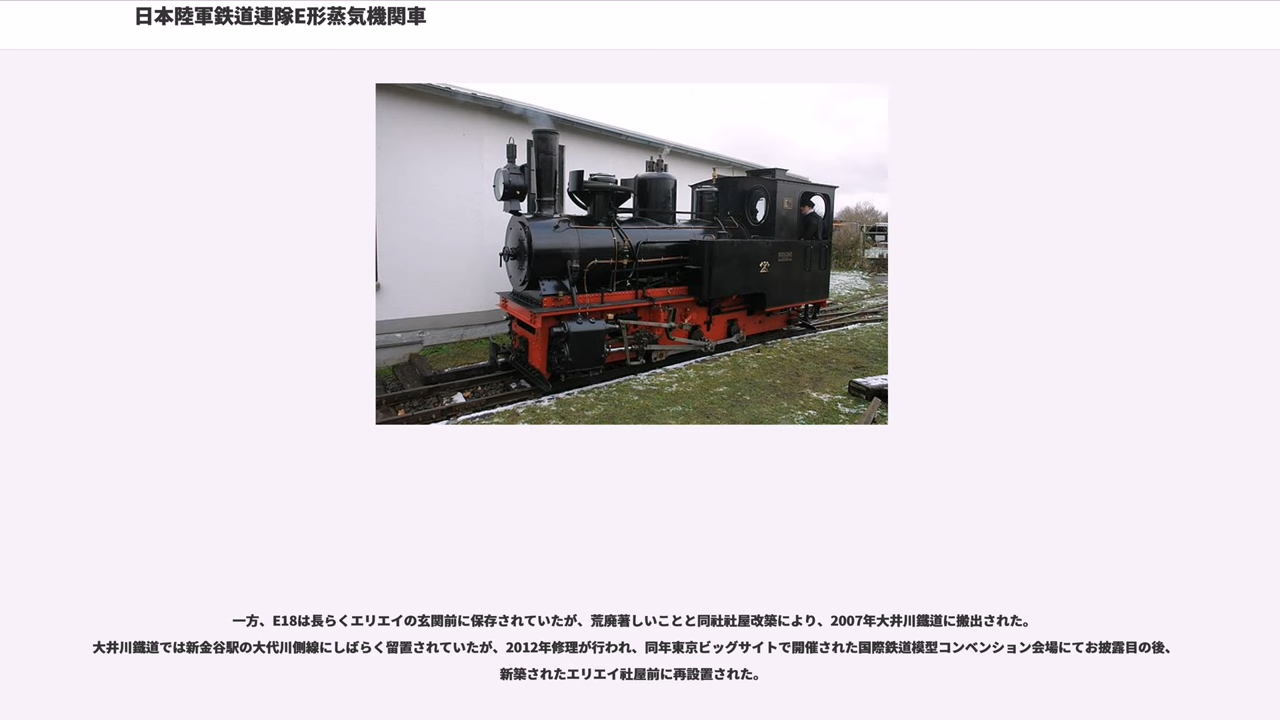 日本陸軍鉄道連隊E形蒸気機関車
一方、E18は長らくエリエイの玄関前に保存されていたが、荒廃著しいことと同社社屋改築により、2007年大井川鐵道に搬出された。
大井川鐵道では新金谷駅の大代川側線にしばらく留置されていたが、2012年修理が行われ、同年東京ビッグサイトで開催された国際鉄道模型コンベンション会場にてお披露目の後、
新築されたエリエイ社屋前に再設置された。